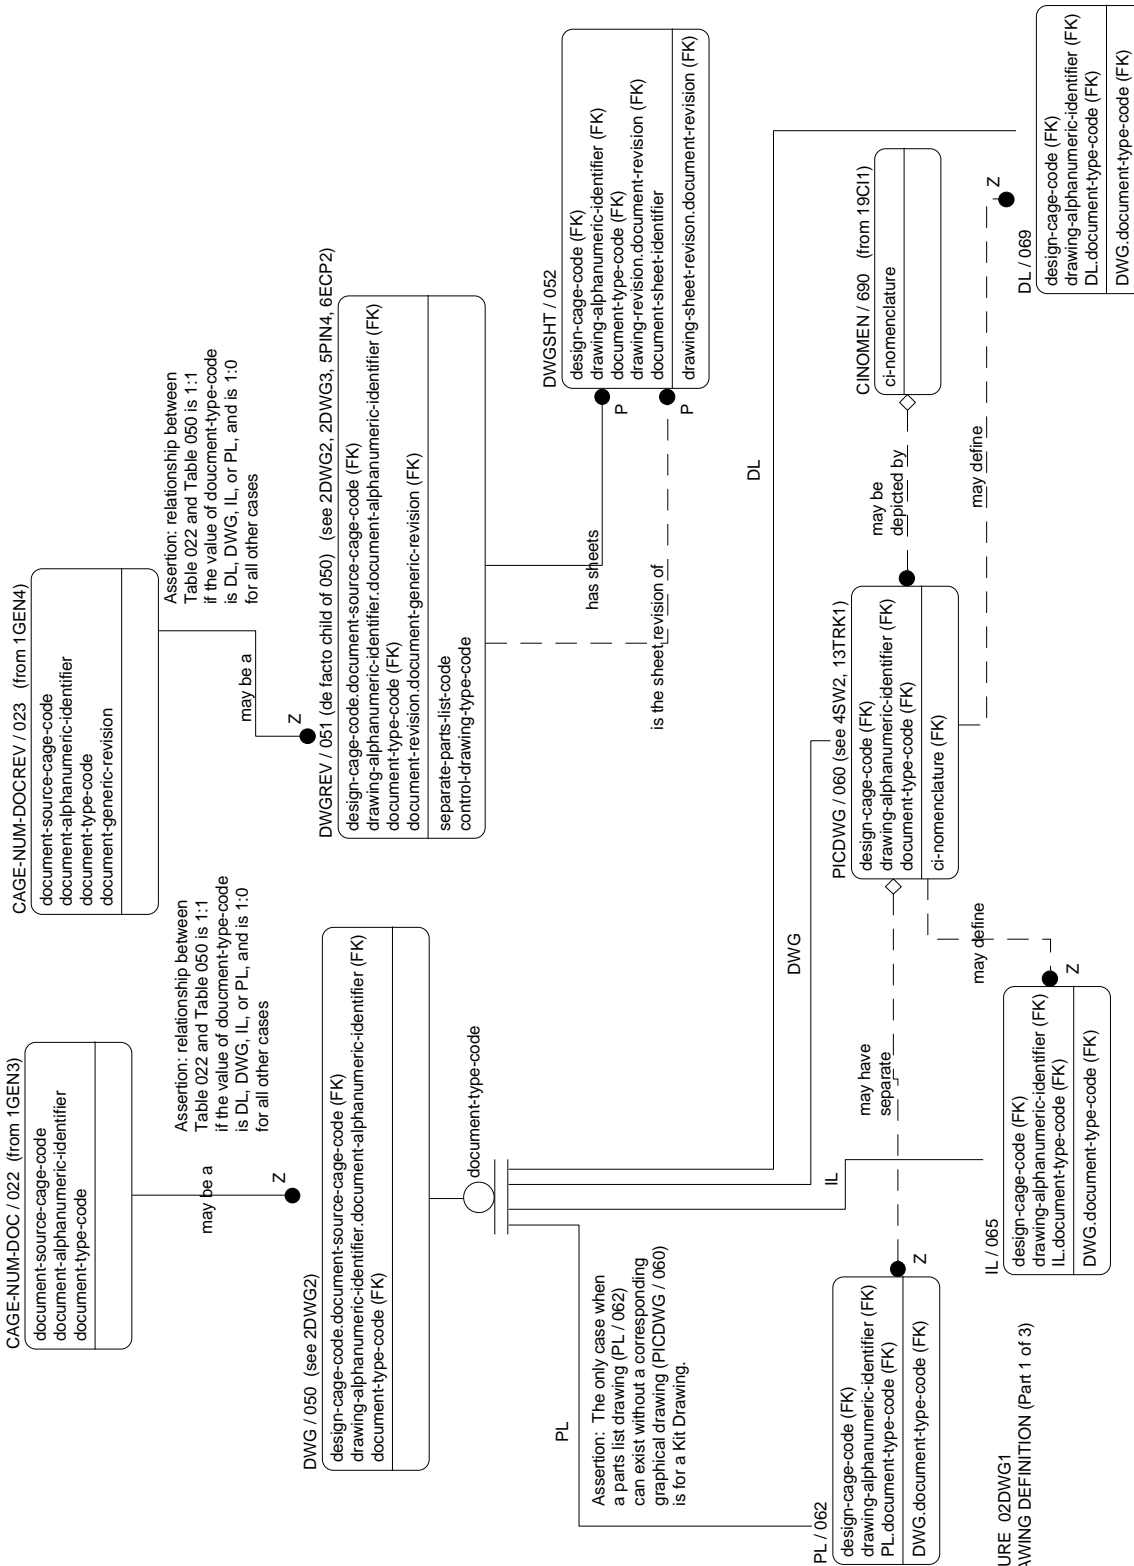 CAGE-NUM-DOC / 022  (from 1GEN3)
document-source-cage-code
document-alphanumeric-identifier
document-type-code
may be a
Z
Assertion: relationship between
Table 022 and Table 050 is 1:1
if the value of doucment-type-code
is DL, DWG, IL, or PL, and is 1:0
for all other cases
CAGE-NUM-DOCREV / 023   (from 1GEN4)
document-source-cage-code
document-alphanumeric-identifier
document-type-code
document-generic-revision
may be a
Z
Assertion: relationship between
Table 022 and Table 050 is 1:1
if the value of doucment-type-code
is DL, DWG, IL, or PL, and is 1:0
for all other cases
DWG / 050  (see 2DWG2)
design-cage-code.document-source-cage-code (FK)
drawing-alphanumeric-identifier.document-alphanumeric-identifier (FK)
document-type-code (FK)
document-type-code
DWGREV / 051 (de facto child of 050)  (see 2DWG2, 2DWG3, 5PIN4, 6ECP2)
design-cage-code.document-source-cage-code (FK)
drawing-alphanumeric-identifier.document-alphanumeric-identifier (FK)
document-type-code (FK)
document-revision.document-generic-revision (FK)
separate-parts-list-code
control-drawing-type-code
has sheets
P
is the sheet revision of
P
DWGSHT / 052
design-cage-code (FK)
drawing-alphanumeric-identifier (FK)
document-type-code (FK)
drawing-revision.document-revision (FK)
document-sheet-identifier
drawing-sheet-revison.document-revision (FK)
PL
Assertion:  The only case when
a parts list drawing (PL / 062)
can exist without a corresponding
graphical drawing (PICDWG / 060)
is for a Kit Drawing.
IL
DWG
DL
PL / 062
design-cage-code (FK)
drawing-alphanumeric-identifier (FK)
PL.document-type-code (FK)
DWG.document-type-code (FK)
Z
may have
separate
PICDWG / 060 (see 4SW2, 13TRK1)
design-cage-code (FK)
drawing-alphanumeric-identifier (FK)
document-type-code (FK)
ci-nomenclature (FK)
may be
depicted by
CINOMEN / 690   (from 19CI1)
ci-nomenclature
may define
Z
IL / 065
design-cage-code (FK)
drawing-alphanumeric-identifier (FK)
IL.document-type-code (FK)
DWG.document-type-code (FK)
may define
Z
DL / 069
design-cage-code (FK)
drawing-alphanumeric-identifier (FK)
DL.document-type-code (FK)
DWG.document-type-code (FK)
URE  02DWG1
AWING DEFINITION (Part 1 of 3)